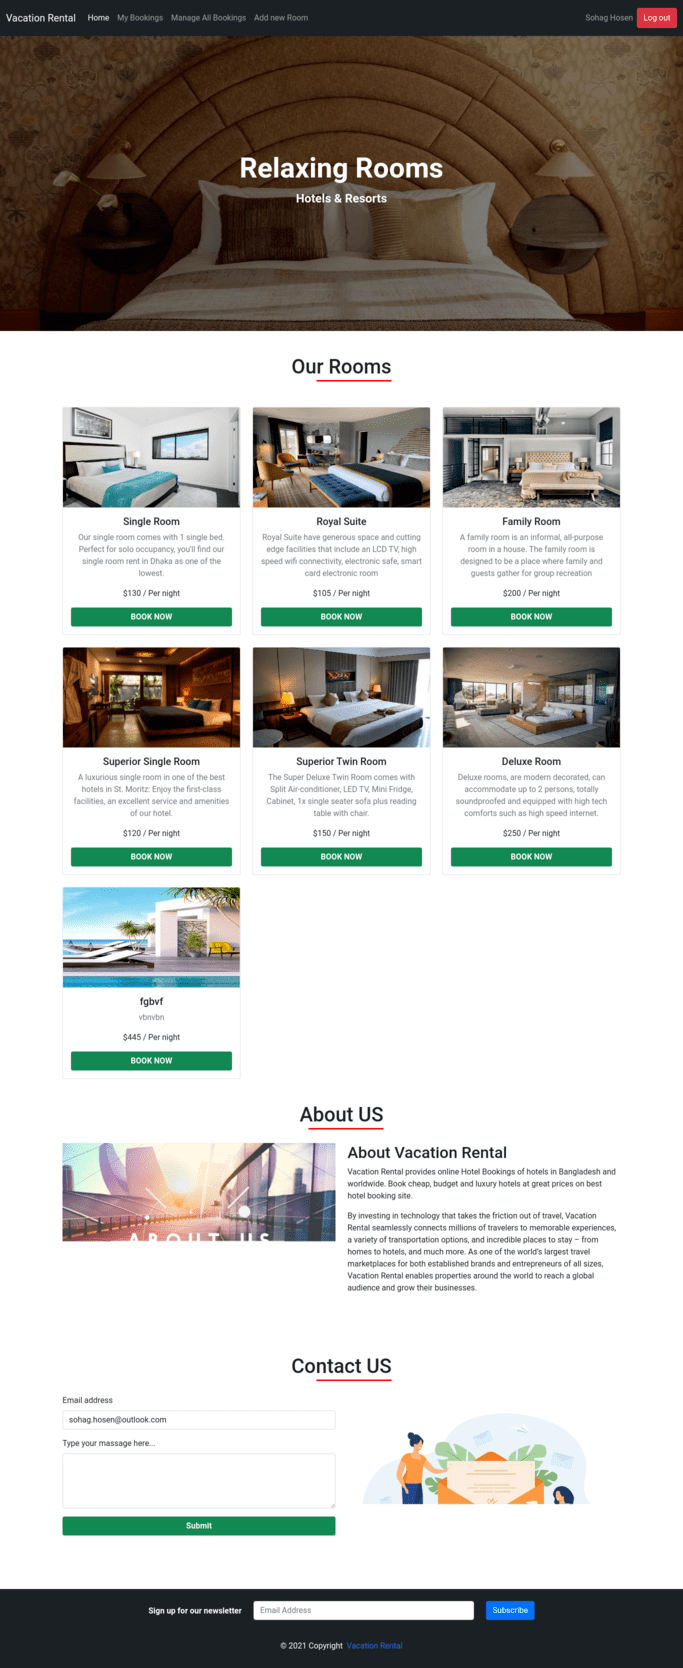 Vacation Rental Home My Bookings Manage All Bookings Add new Room Sohag Hosen Log out
Relaxing Rooms
Hotels & Resorts
Our Rooms
Single Room
Our single room comes with 1 single bed.
Perfect for solo occupancy, you'll find our
single room rent in Dhaka as one of the
lowest.
$130 / Per night
BOOK NOW
Royal Suite
Royal Suite have generous space and cutting
edge facilities that include an LCD TV, high
speed wifi connectivity, electronic safe, smart
card electronic room
$105 / Per night
BOOK NOW
Family Room
A family room is an informal, all-purpose
room in a house. The family room is
designed to be a place where family and
guests gather for group recreation
$200 / Per night
BOOK NOW
Superior Single Room
A luxurious single room in one of the best
hotels in St. Moritz: Enjoy the first-class
facilities, an excellent service and amenities
of our hotel.
$120 / Per night
BOOK NOW
Superior Twin Room
The Super Deluxe Twin Room comes with
Split Air-conditioner, LED TV, Mini Fridge,
Cabinet, 1x single seater sofa plus reading
table with chair.
$150 / Per night
BOOK NOW
Deluxe Room
Deluxe rooms, are modern decorated, can
accommodate up to 2 persons, totally
soundproofed and equipped with high tech
comforts such as high speed internet.
$250 / Per night
BOOK NOW
fgbvf
vbnvbn
$445 / Per night
BOOK NOW
About US
ABOUT US
About Vacation Rental
Vacation Rental provides online Hotel Bookings of hotels in Bangladesh and
worldwide. Book cheap, budget and luxury hotels at great prices on best
hotel booking site.
By investing in technology that takes the friction out of travel, Vacation
Rental seamlessly connects millions of travelers to memorable experiences,
a variety of transportation options, and incredible places to stay – from
homes to hotels, and much more. As one of the world's largest travel
marketplaces for both established brands and entrepreneurs of all sizes,
Vacation Rental enables properties around the world to reach a global
audience and grow their businesses.
Contact US
Email address
sohag.hosen@outlook.com
Type your massage here...
Submit
Sign up for our newsletter Email Address Subscribe
© 2021 Copyright Vacation Rental